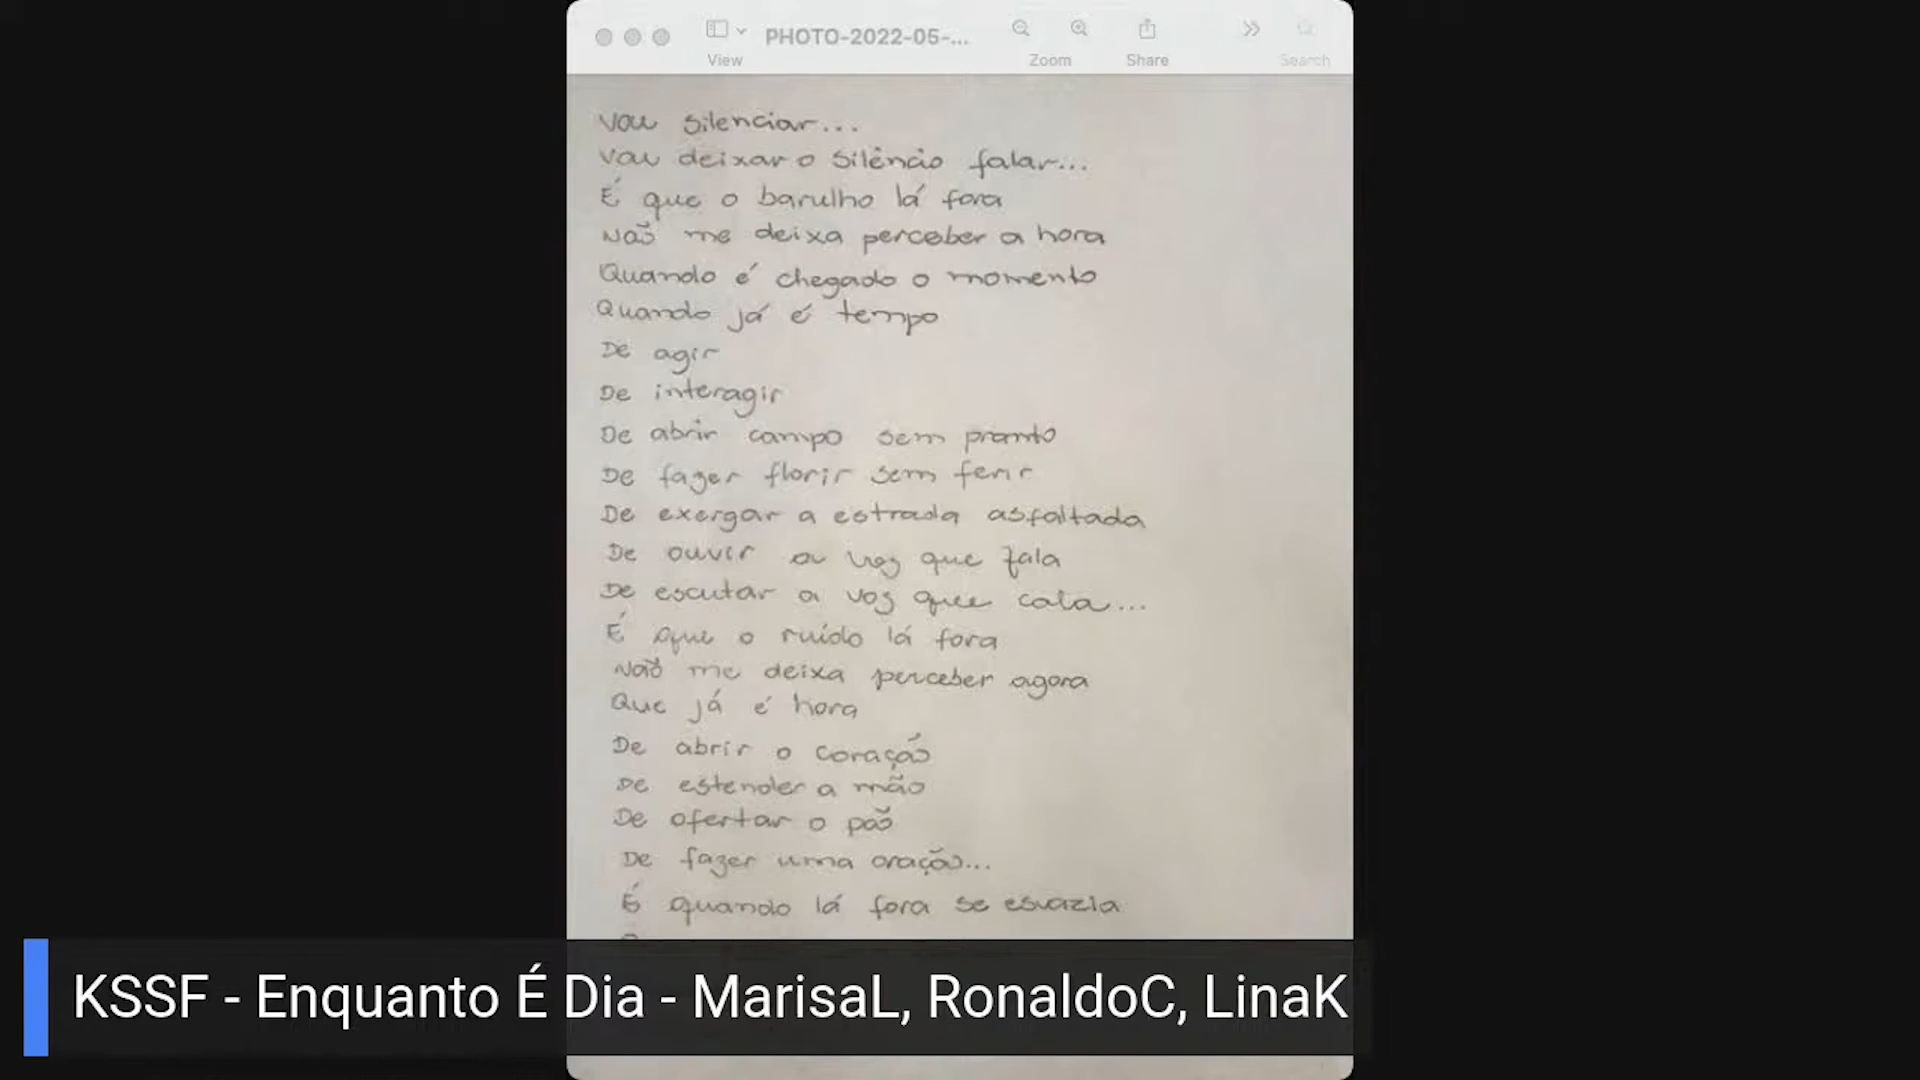 PHOTO-2022-05-...
View
Zoom
Share
Search
Vou silenciar...
Vou deixar o silêncio falar...
É que o barulho lá fora
Não me deixa perceber a hora
Quando é chegado o momento
Quando já é tempo
De agir
De interagir
De abrir campo sem pranto
De fazer florir sem ferir
De exergar a estrada asfaltada
De ouvir a voz que fala
De escutar a voz que cala...
É que o ruído lá fora
Não me deixa perceber agora
Que já é hora
De abrir o coração
De estender a mão
De ofertar o pão
De fazer uma oração...
É quando lá fora se esvazia
KSSF - Enquanto É Dia - MarisaL, RonaldoC, LinaK